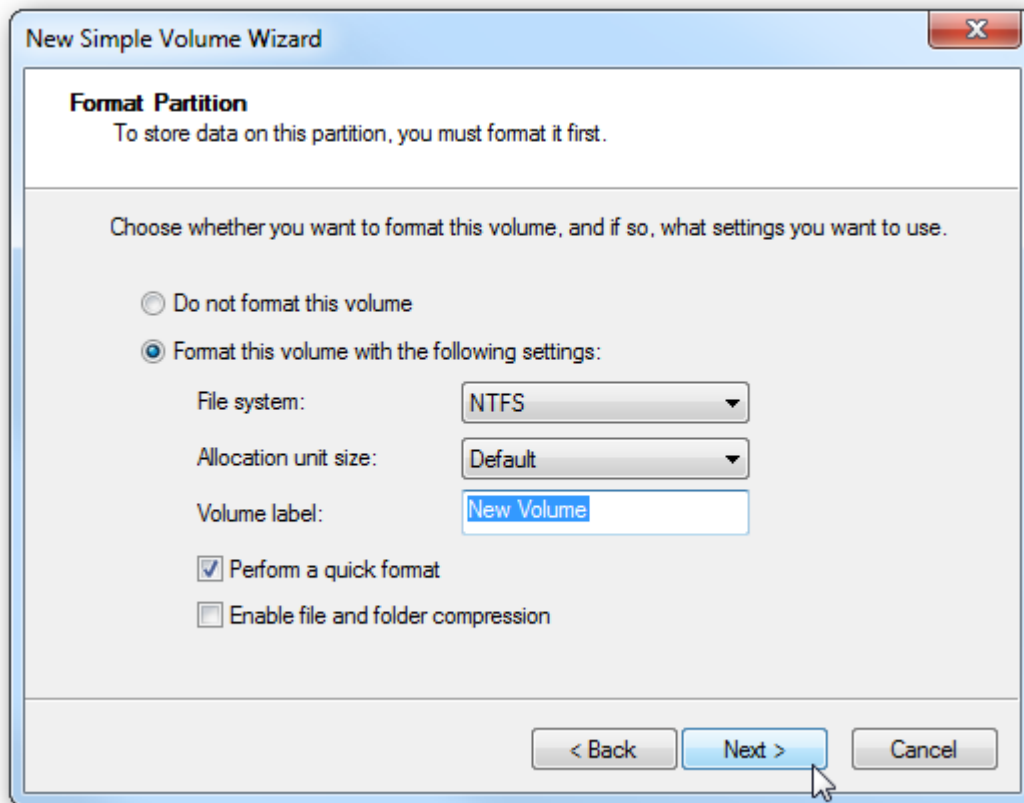 New Simple Volume Wizard
Format Partition
To store data on this partition, you must format it first.
Choose whether you want to format this volume, and if so, what settings you want to use.
Do not format this volume
Format this volume with the following settings:
File system: NTFS
Allocation unit size: Default
Volume label: New Volume
Perform a quick format
Enable file and folder compression
< Back Next > Cancel